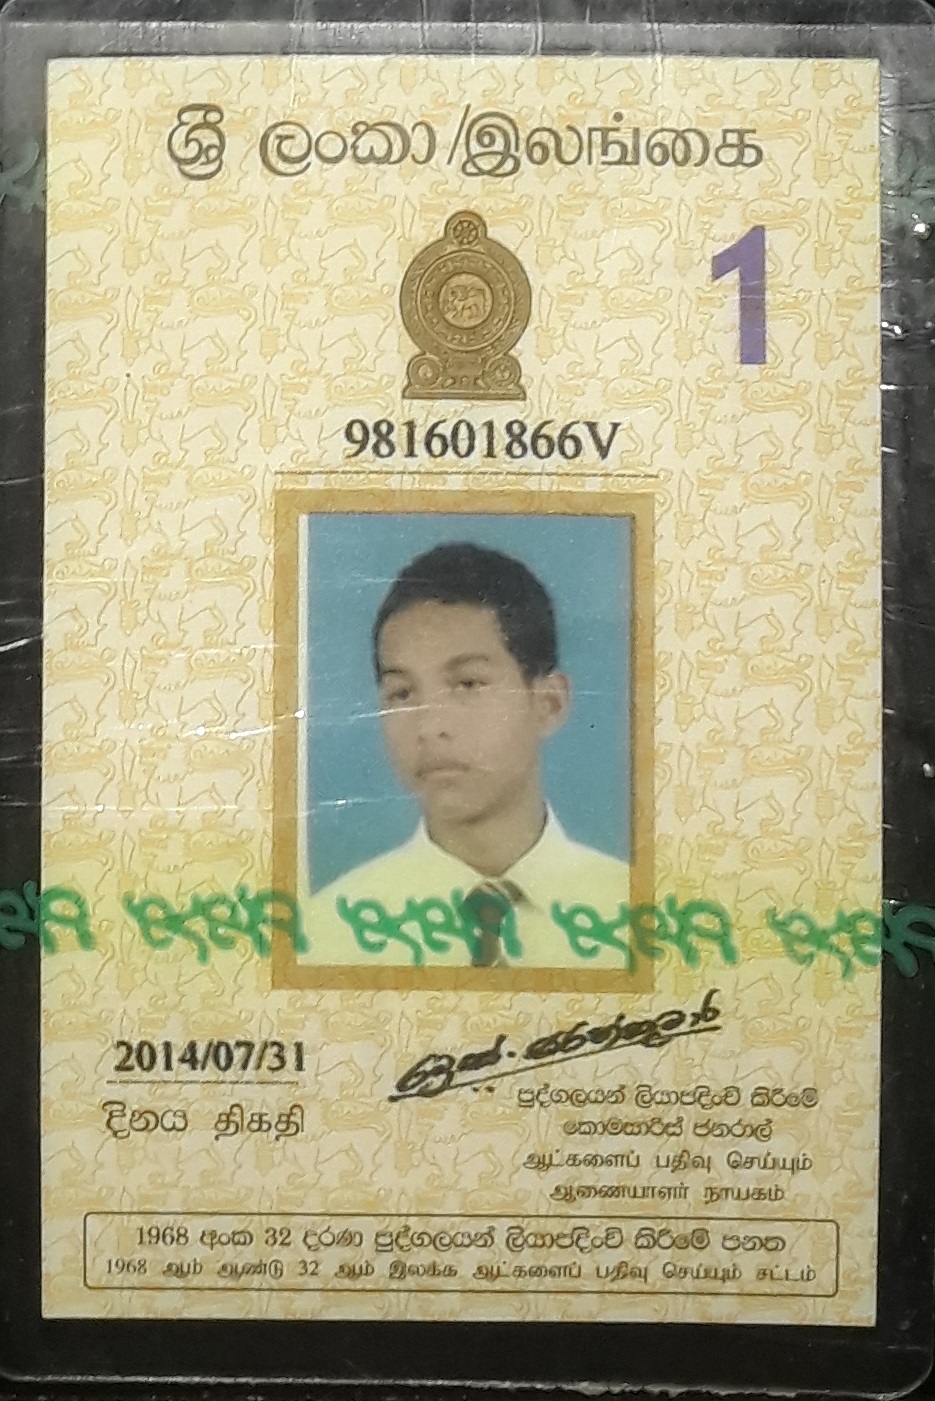 ශ්‍රී ලංකා/இலங்கை
1
981601866V
2014/07/31
දිනය திகதி
පුද්ගලයන් ලියාපදිංචි කිරීමේ
කොමසාරිස් ජනරාල්
ஆட்களைப் பதிவு செய்யும்
ஆணையாளர் நாயகம்
1968 අංක 32 දරණ පුද්ගලයන් ලියාපදිංචි කිරීමේ පනත
1968 ஆம் ஆண்டு 32 ஆம் இலக்க ஆட்களைப் பதிவு செய்யும் சட்டம்